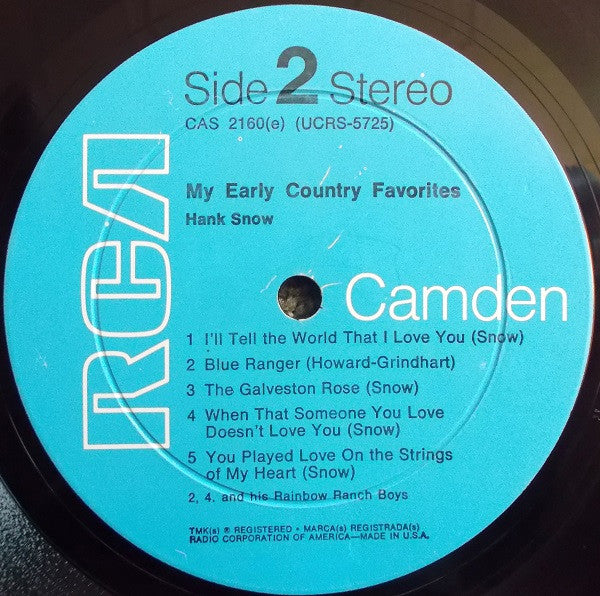 Side 2 Stereo
CAS 2160(e) (UCRS-5725)
My Early Country Favorites
Hank Snow
RCA
Camden
1 I'll Tell the World That I Love You (Snow)
2 Blue Ranger (Howard-Grindhart)
3 The Galveston Rose (Snow)
4 When That Someone You Love
Doesn't Love You (Snow)
5 You Played Love On the Strings
of My Heart (Snow)
2, 4. and his Rainbow Ranch Boys
TMK(s) ® REGISTERED • MARCA(s) REGISTRADA(s)
RADIO CORPORATION OF AMERICA—MADE IN U.S.A.